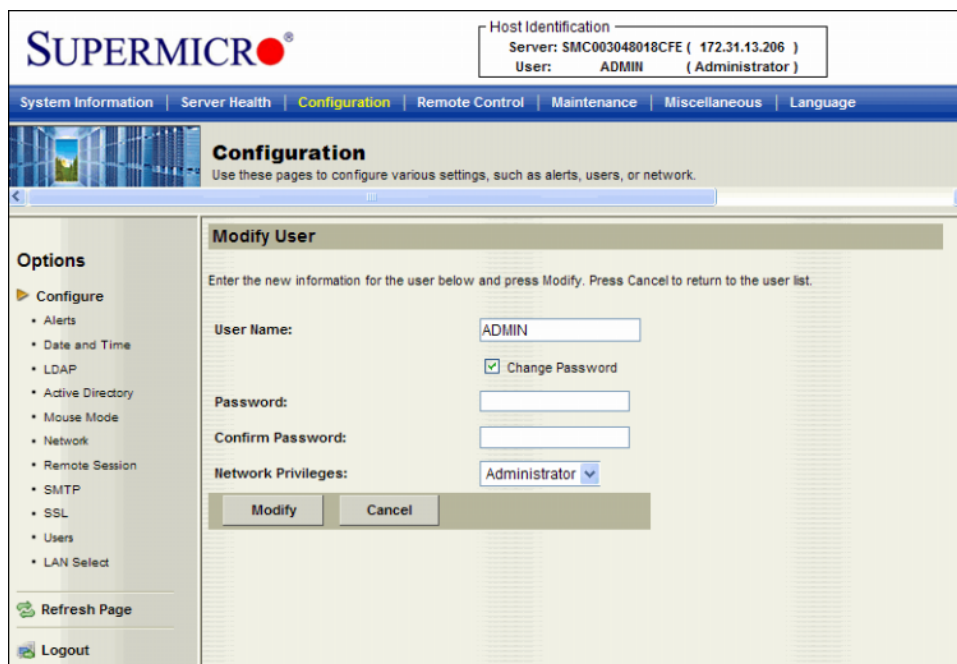 SUPERMICRO®
Host Identification
Server: SMC003048018CFE ( 172.31.13.206 )
User: ADMIN ( Administrator )
System Information | Server Health | Configuration | Remote Control | Maintenance | Miscellaneous | Language
Configuration
Use these pages to configure various settings, such as alerts, users, or network.
Options
Configure
• Alerts
• Date and Time
• LDAP
• Active Directory
• Mouse Mode
• Network
• Remote Session
• SMTP
• SSL
• Users
• LAN Select
Refresh Page
Logout
Modify User
Enter the new information for the user below and press Modify. Press Cancel to return to the user list.
User Name: ADMIN
Change Password
Password:
Confirm Password:
Network Privileges: Administrator
Modify Cancel